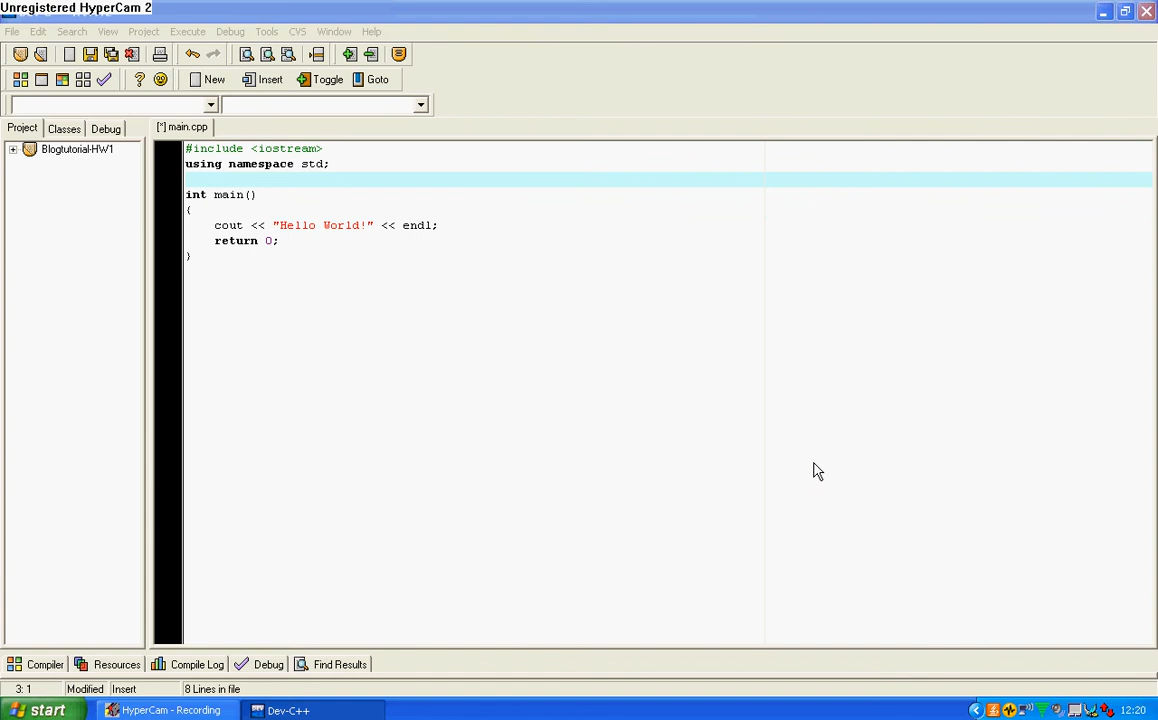 Unregistered HyperCam 2
File Edit Search View Project Execute Debug Tools CVS Window Help
New Insert Toggle Goto
Project Classes Debug [*] main.cpp
Blogtutorial-HW1
#include <iostream>
using namespace std;
int main()
{
cout << "Hello World!" << endl;
return 0;
}
Compiler Resources Compile Log Debug Find Results
3: 1 Modified Insert 8 Lines in file
start HyperCam - Recording Dev-C++ 12:20